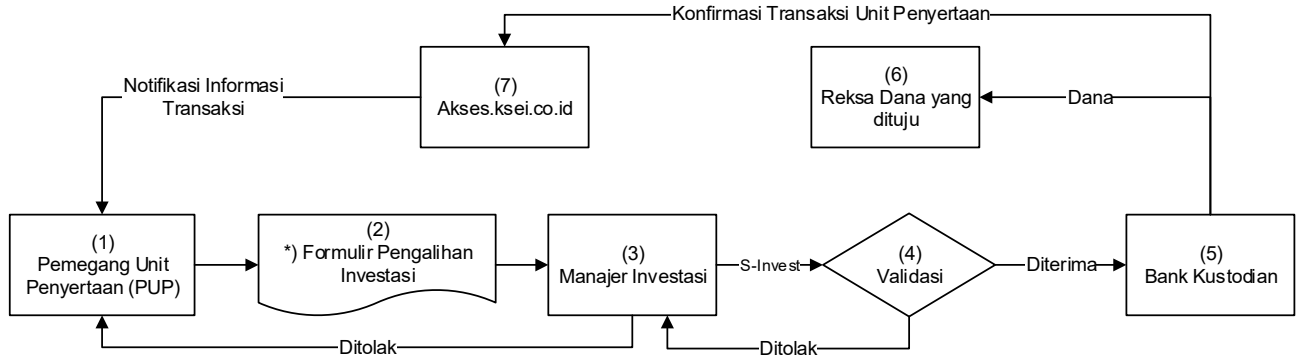 Konfirmasi Transaksi Unit Penyertaan
(6)
Reksa Dana yang
dituju
(7)
Akses.ksei.co.id
Notifikasi Informasi
Transaksi
Dana
(1)
Pemegang Unit
Penyertaan (PUP)
(2)
*) Formulir Pengalihan
Investasi
(3)
Manajer Investasi
S-Invest
(4)
Validasi
Diterima
(5)
Bank Kustodian
Ditolak
Ditolak